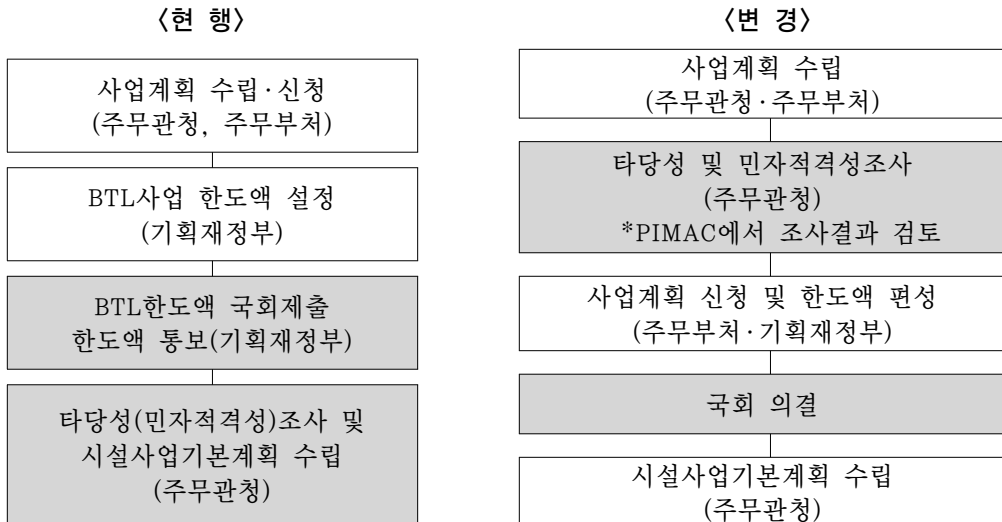 〈현 행〉
사업계획 수립·신청
(주무관청, 주무부처)
BTL사업 한도액 설정
(기획재정부)
BTL한도액 국회제출
한도액 통보(기획재정부)
타당성(민자적격성)조사 및
시설사업기본계획 수립
(주무관청)
〈변 경〉
사업계획 수립
(주무관청·주무부처)
타당성 및 민자적격성조사
(주무관청)
*PIMAC에서 조사결과 검토
사업계획 신청 및 한도액 편성
(주무부처·기획재정부)
국회 의결
시설사업기본계획 수립
(주무관청)